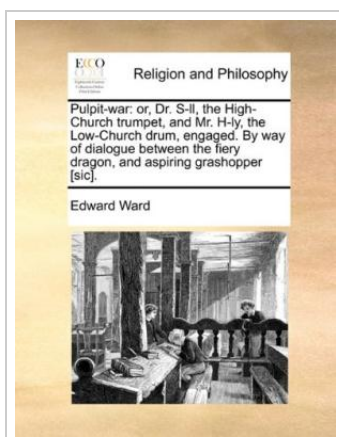 ECCO
Religion and Philosophy
Pulpit-war: or, Dr. S-ll, the High-
Church trumpet, and Mr. H-ly, the
Low-Church drum, engaged. By way
of dialogue between the fiery
dragon, and aspiring grashopper
[sic].
Edward Ward